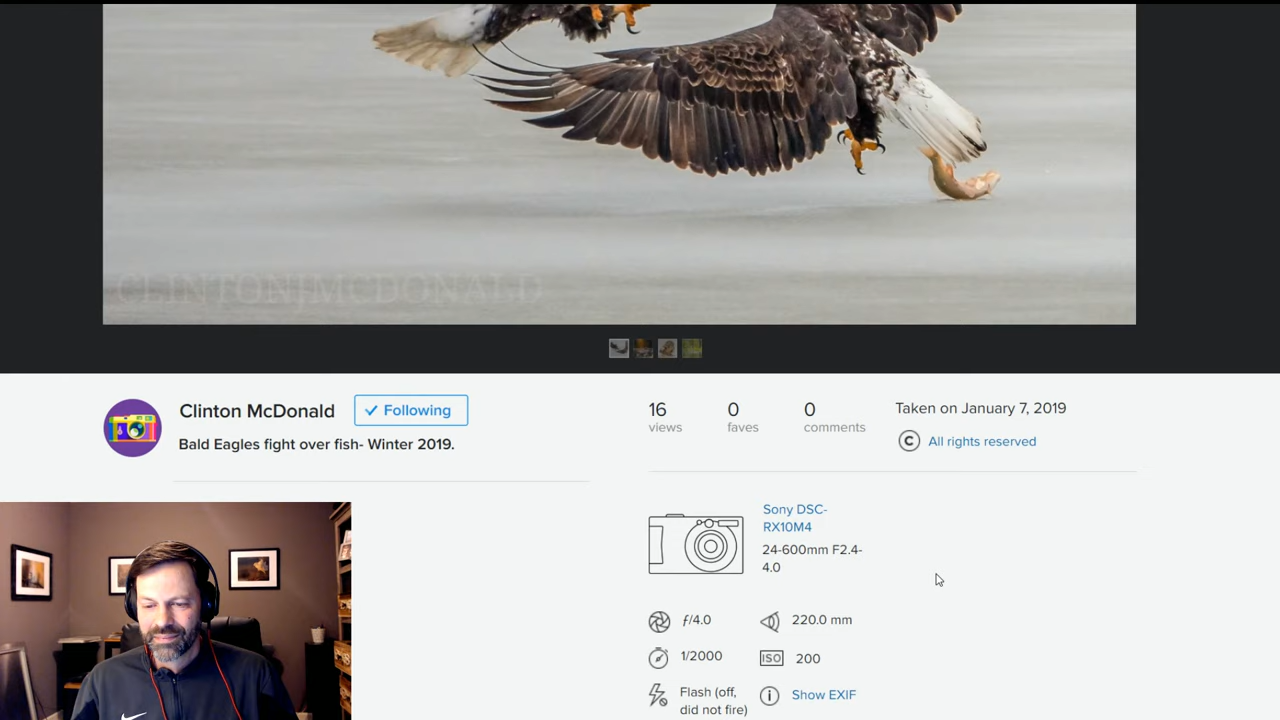 CLINTONJMCDONALD
Clinton McDonald
Following
Bald Eagles fight over fish- Winter 2019.
16
views
0
faves
0
comments
Taken on January 7, 2019
C All rights reserved
Sony DSC-
RX10M4
24-600mm F2.4-
4.0
ƒ/4.0
220.0 mm
1/2000
ISO 200
Flash (off,
did not fire)
i Show EXIF